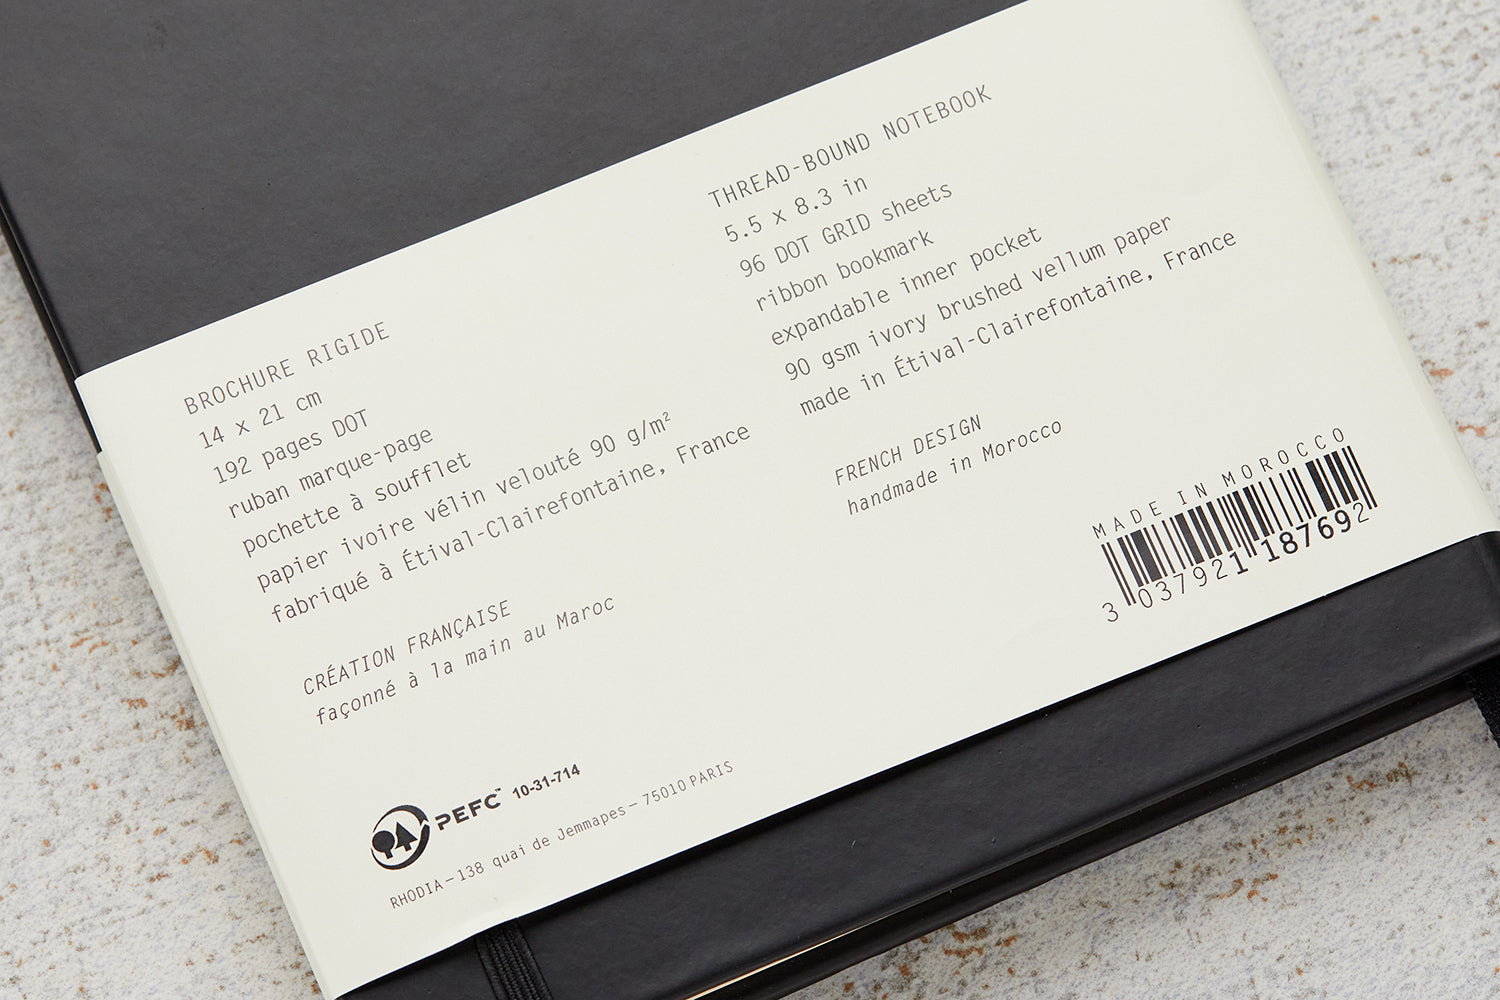 BROCHURE RIGIDE
14 x 21 cm
192 pages DOT
ruban marque-page
pochette à soufflet
papier ivoire vélin velouté 90 g/m²
fabriqué à Étival-Clairefontaine, France
CRÉATION FRANÇAISE
façonné à la main au Maroc
THREAD-BOUND NOTEBOOK
5.5 x 8.3 in
96 DOT GRID sheets
ribbon bookmark
expandable inner pocket
90 gsm ivory brushed vellum paper
made in Étival-Clairefontaine, France
FRENCH DESIGN
handmade in Morocco
MADE IN MOROCCO
3 037921 187692
PEFC™ 10-31-714
RHODIA – 138 quai de Jemmapes – 75010 PARIS